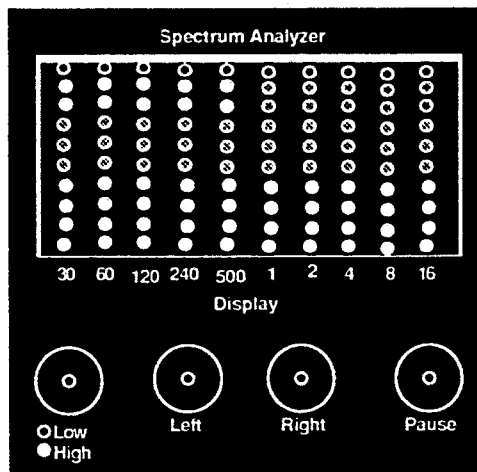 Spectrum Analyzer
30 60 120 240 500 1 2 4 8 16
Display
Left Right Pause
Low
High